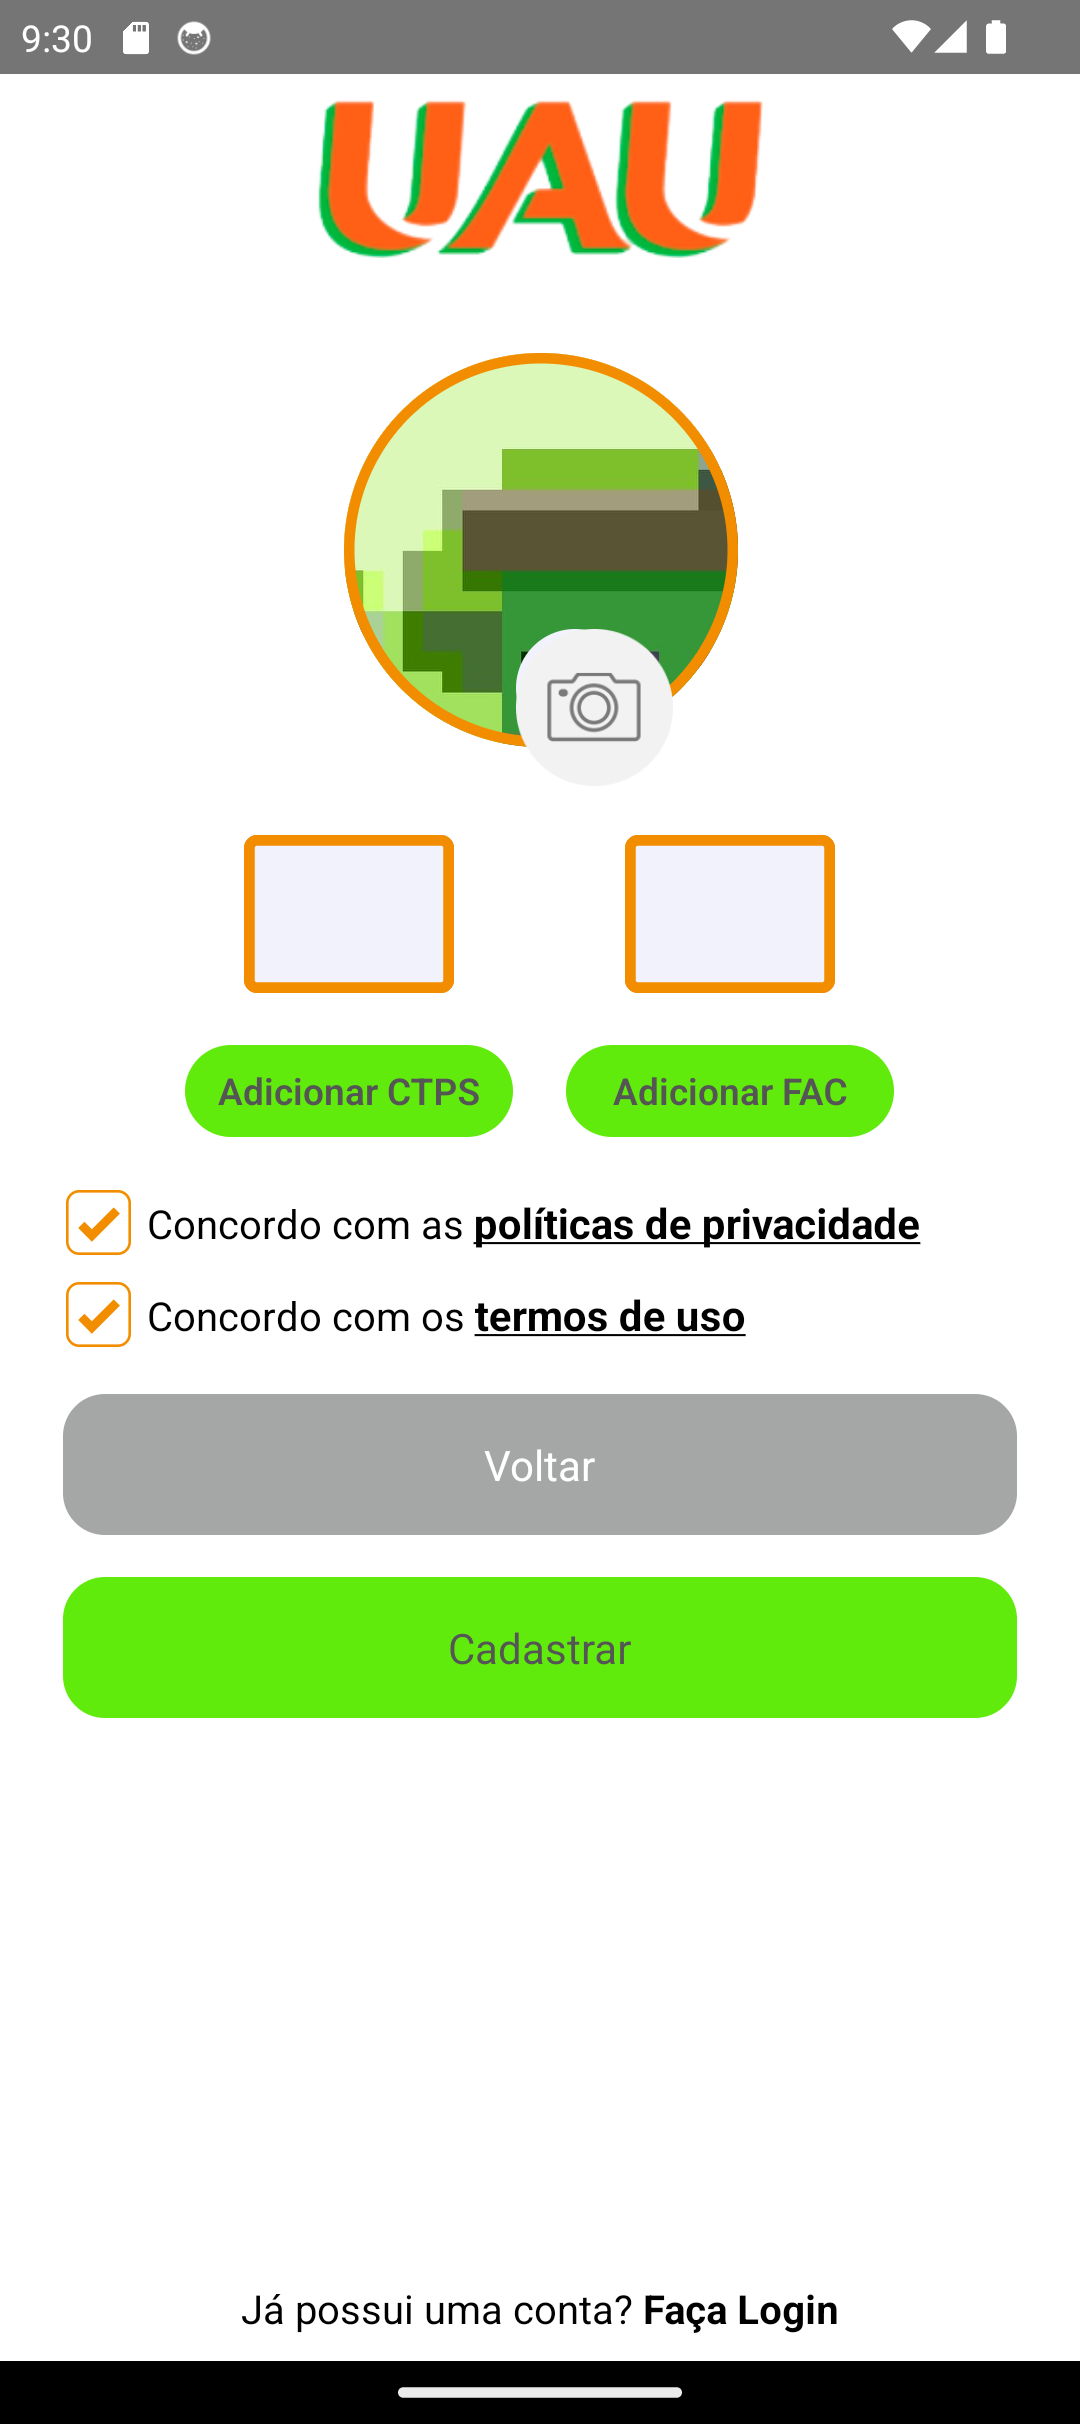 9:30
UAU
Adicionar CTPS
Adicionar FAC
Concordo com as políticas de privacidade
Concordo com os termos de uso
Voltar
Cadastrar
Já possui uma conta? Faça Login